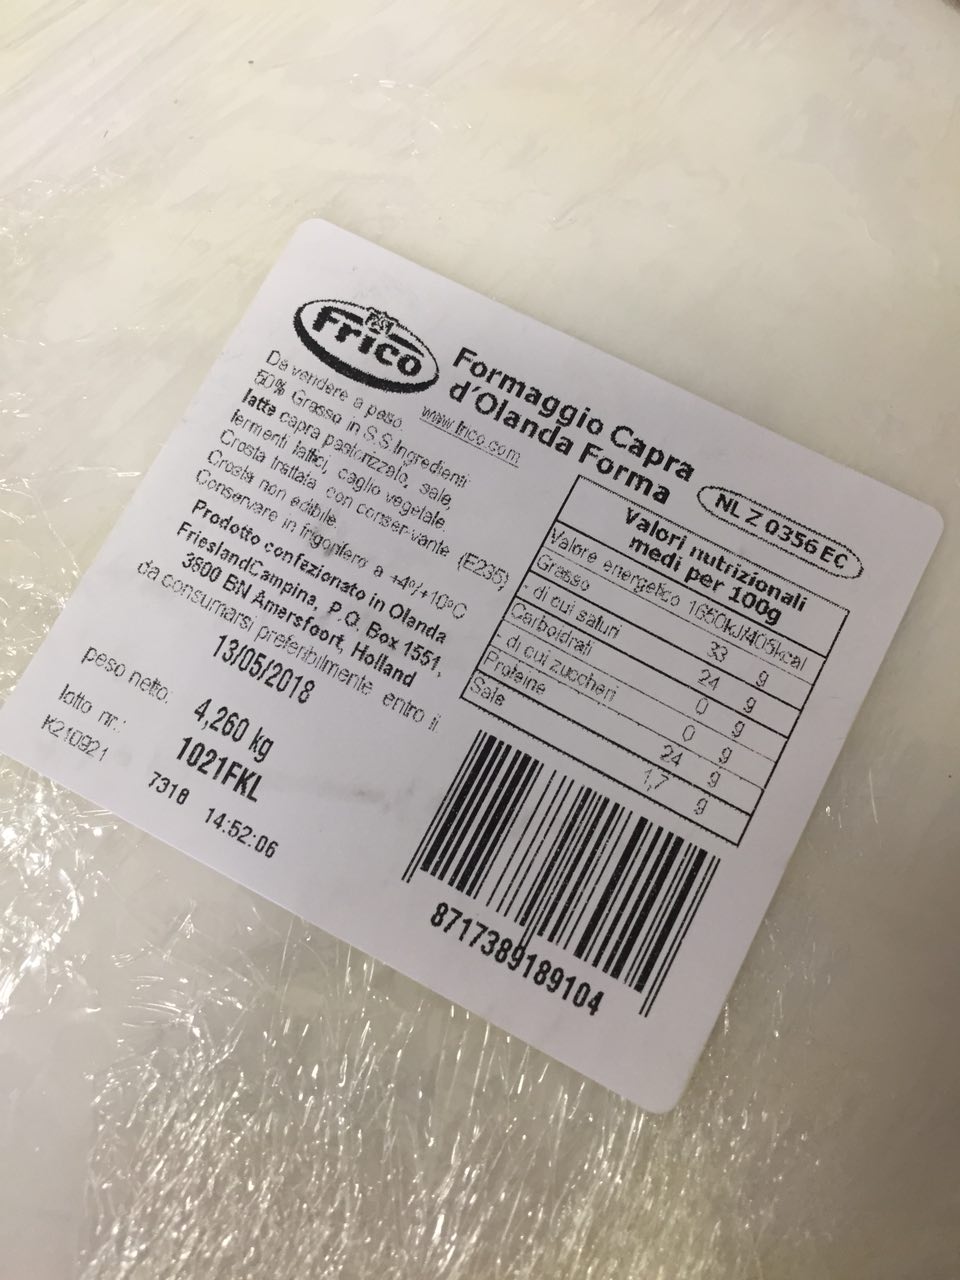 Frico
Formaggio Capra
d'Olanda Forma
www.frico.com
NL Z 0356 EC
Da vendere a peso.
50% Grasso in S.S. Ingredienti:
latte capra pastorizzato, sale,
fermenti lattici, caglio vegetale.
Crosta trattata con conser-vante (E235)
Crosta non edibile
Conservare in frigorifero a +4°/+10°C
Prodotto confezionato in Olanda
FrieslandCampina, P.O. Box 1551,
3800 BN Amersfoort, Holland
da consumarsi preferibilmente entro il:
13/05/2018
peso netto: 4,260 kg
lotto nr.: 1021FKL
K210921
7318 14:52:06
Valori nutrizionali
medi per 100g
Valore energetico 1650kJ/405kcal
Grasso 33 g
- di cui saturi 24 g
Carboidrati 0 g
- di cui zuccheri 0 g
Proteine 24 g
Sale 1,7 g
8717389189104